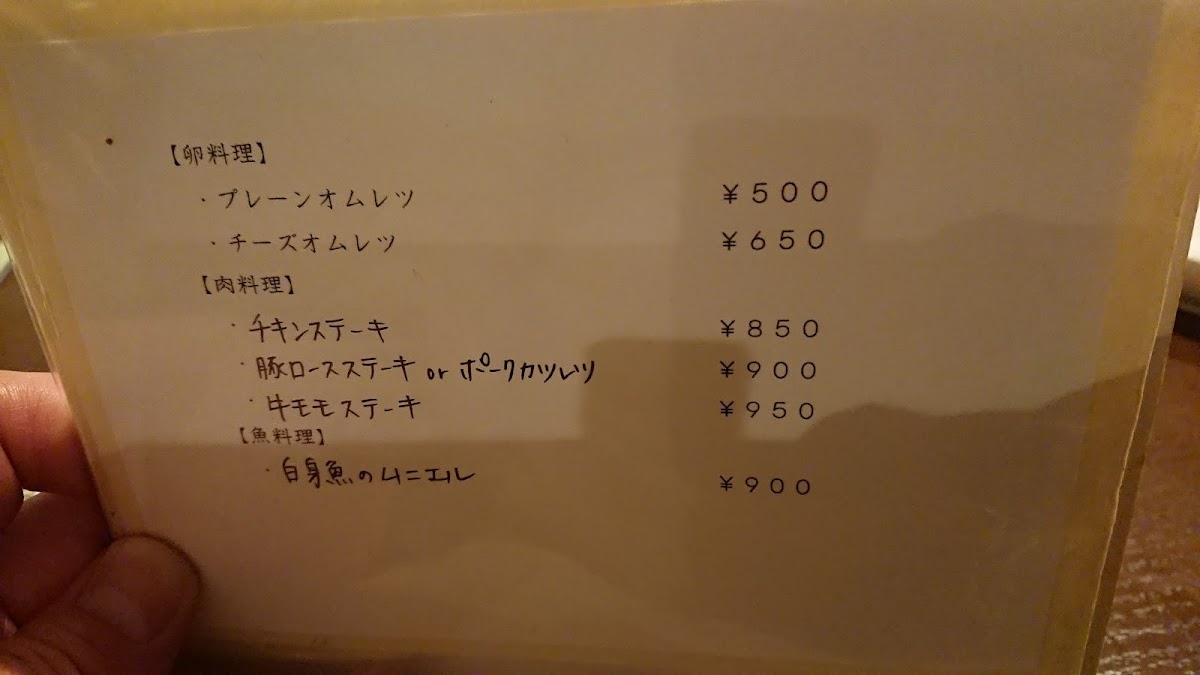 【卵料理】
・プレーンオムレツ ¥500
・チーズオムレツ ¥650
【肉料理】
・チキンステーキ ¥850
・豚ロースステーキ or ポークカツレツ ¥900
・牛モモステーキ ¥950
【魚料理】
・白身魚のムニエル ¥900